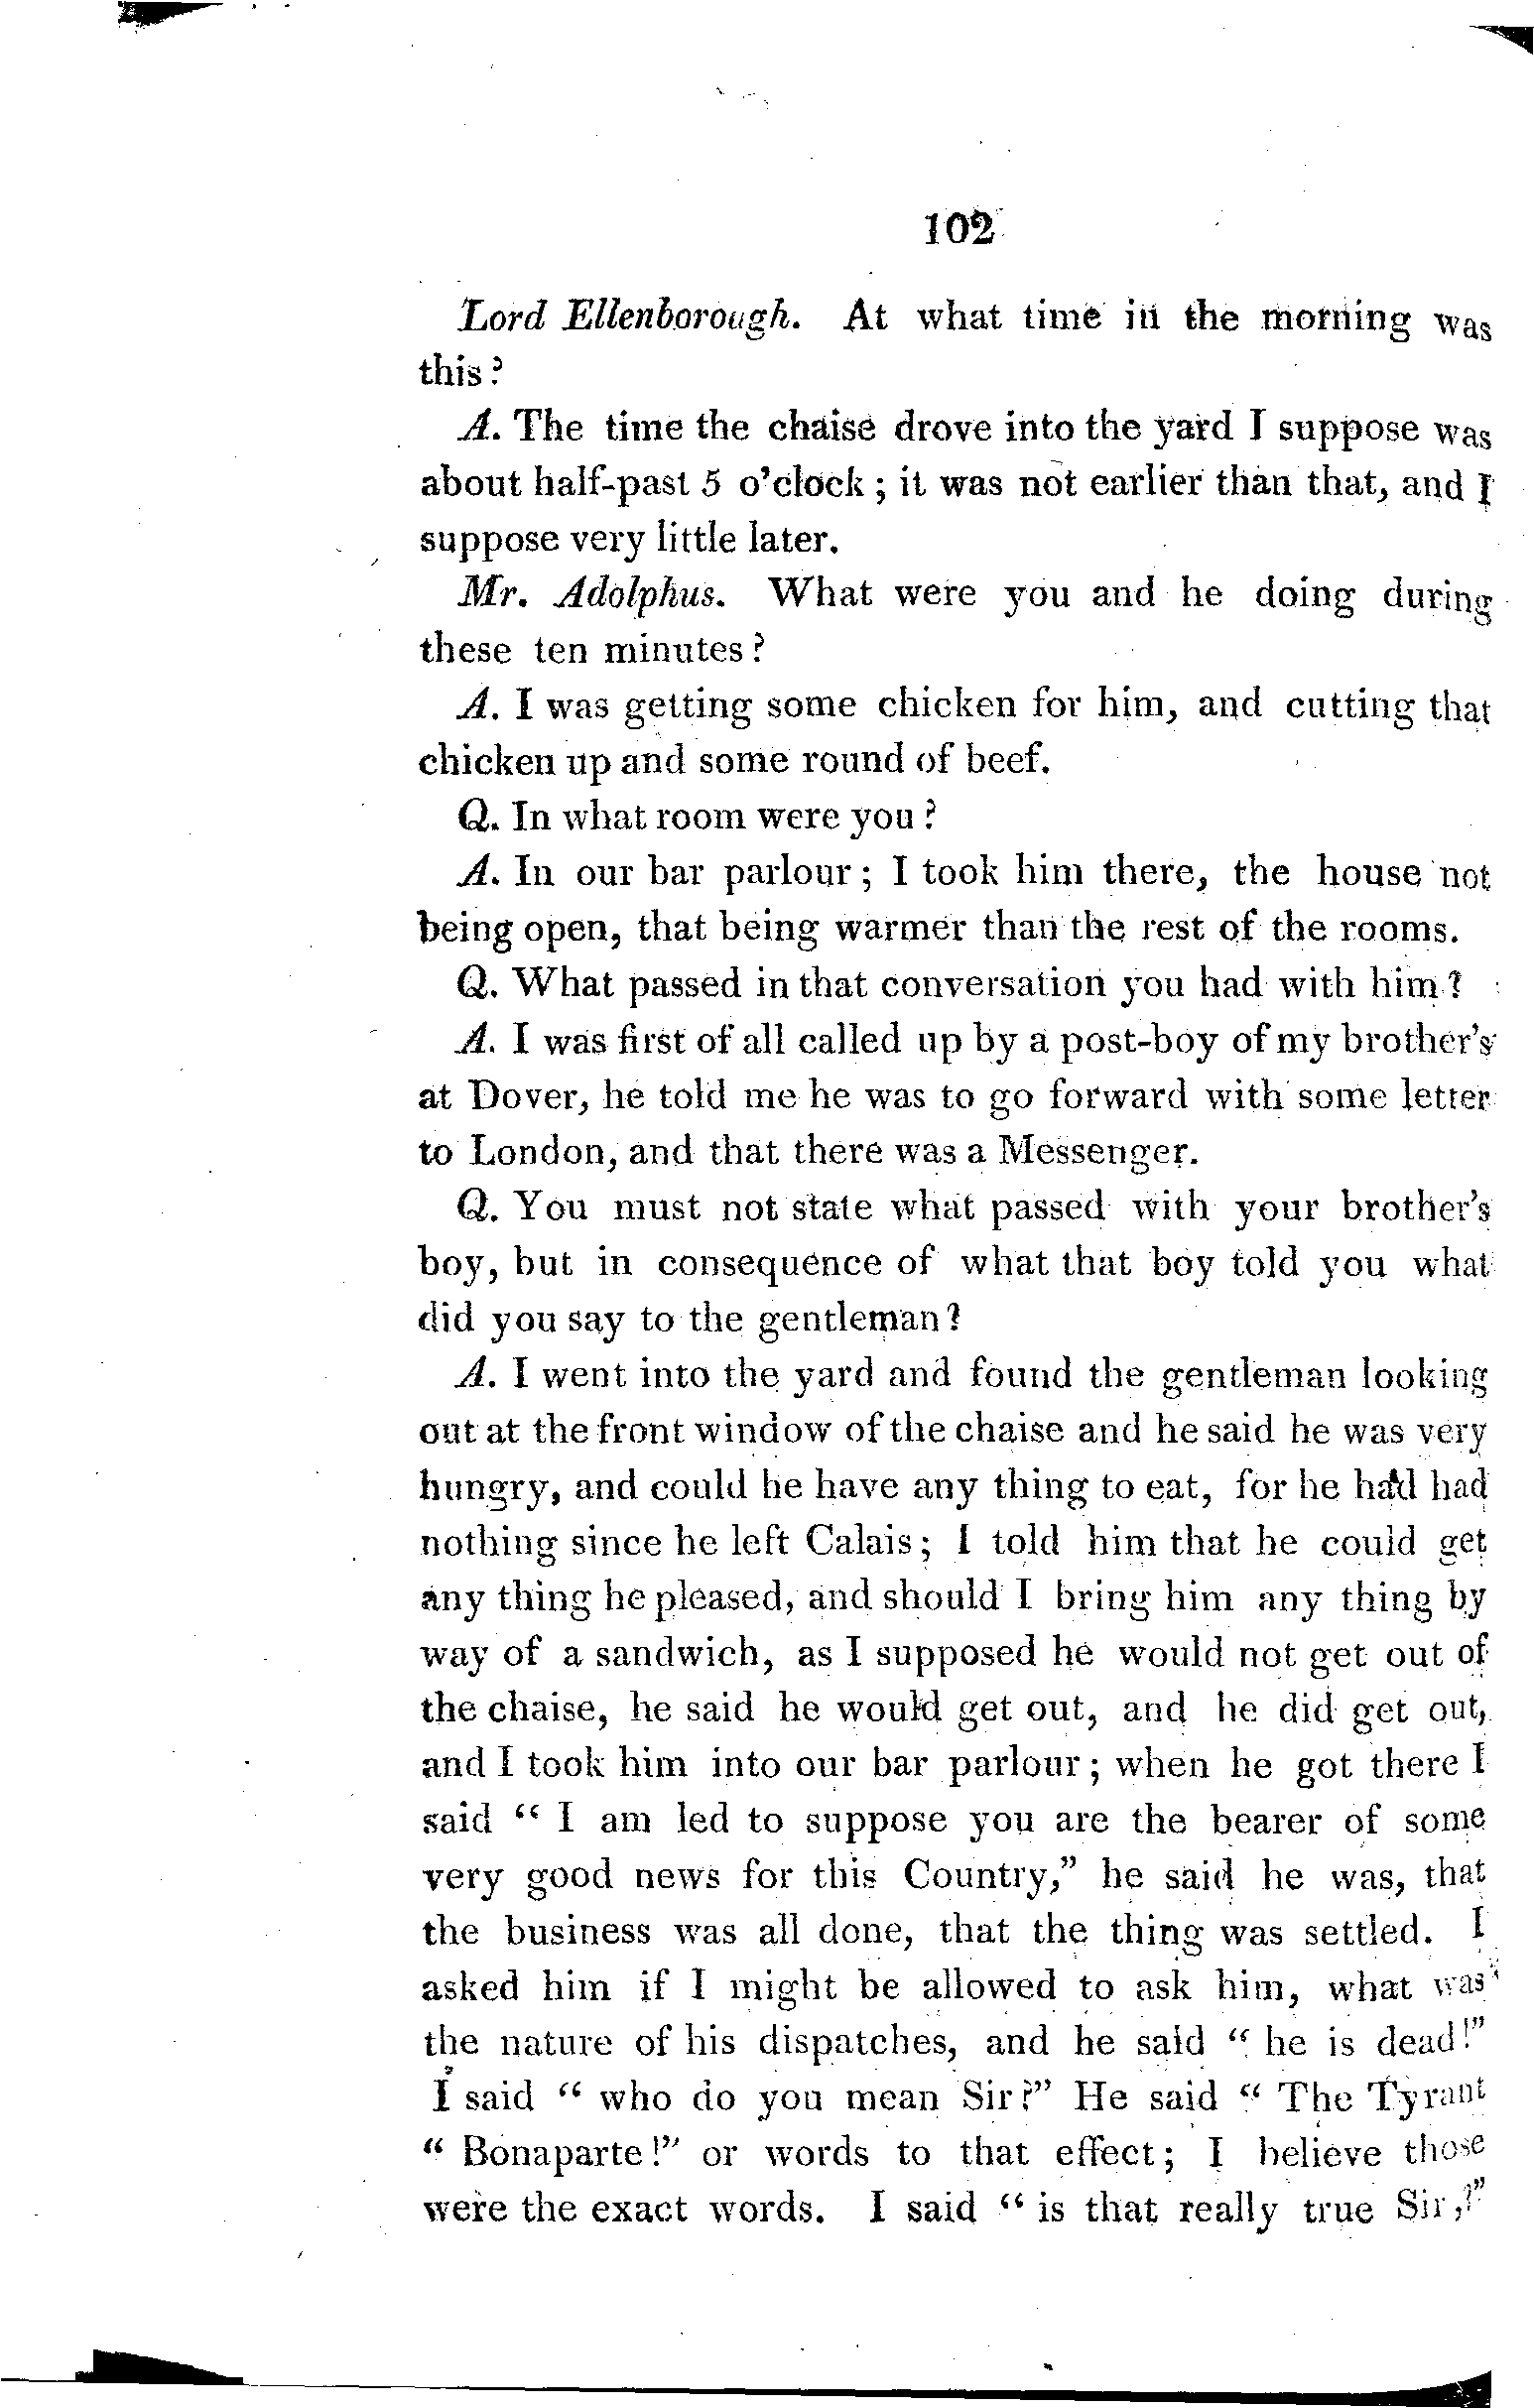 102
Lord Ellenborough. At what time in the morning was
this?
A. The time the chaise drove into the yard I suppose was
about half-past 5 o'clock; it was not earlier than that, and I
suppose very little later.
Mr. Adolphus. What were you and he doing during
these ten minutes?
A. I was getting some chicken for him, and cutting that
chicken up and some round of beef.
Q. In what room were you?
A. In our bar parlour; I took him there, the house not
being open, that being warmer than the rest of the rooms.
Q. What passed in that conversation you had with him?
A. I was first of all called up by a post-boy of my brother's
at Dover, he told me he was to go forward with some letter
to London, and that there was a Messenger.
Q. You must not state what passed with your brother's
boy, but in consequence of what that boy told you what
did you say to the gentleman?
A. I went into the yard and found the gentleman looking
out at the front window of the chaise and he said he was very
hungry, and could he have any thing to eat, for he had had
nothing since he left Calais; I told him that he could get
any thing he pleased, and should I bring him any thing by
way of a sandwich, as I supposed he would not get out of
the chaise, he said he would get out, and he did get out,
and I took him into our bar parlour; when he got there I
said " I am led to suppose you are the bearer of some
very good news for this Country," he said he was, that
the business was all done, that the thing was settled. I
asked him if I might be allowed to ask him, what was
the nature of his dispatches, and he said " he is dead!"
I said " who do you mean Sir?" He said " The Tyrant
" Bonaparte!" or words to that effect; I believe those
were the exact words. I said " is that really true Sir,?"